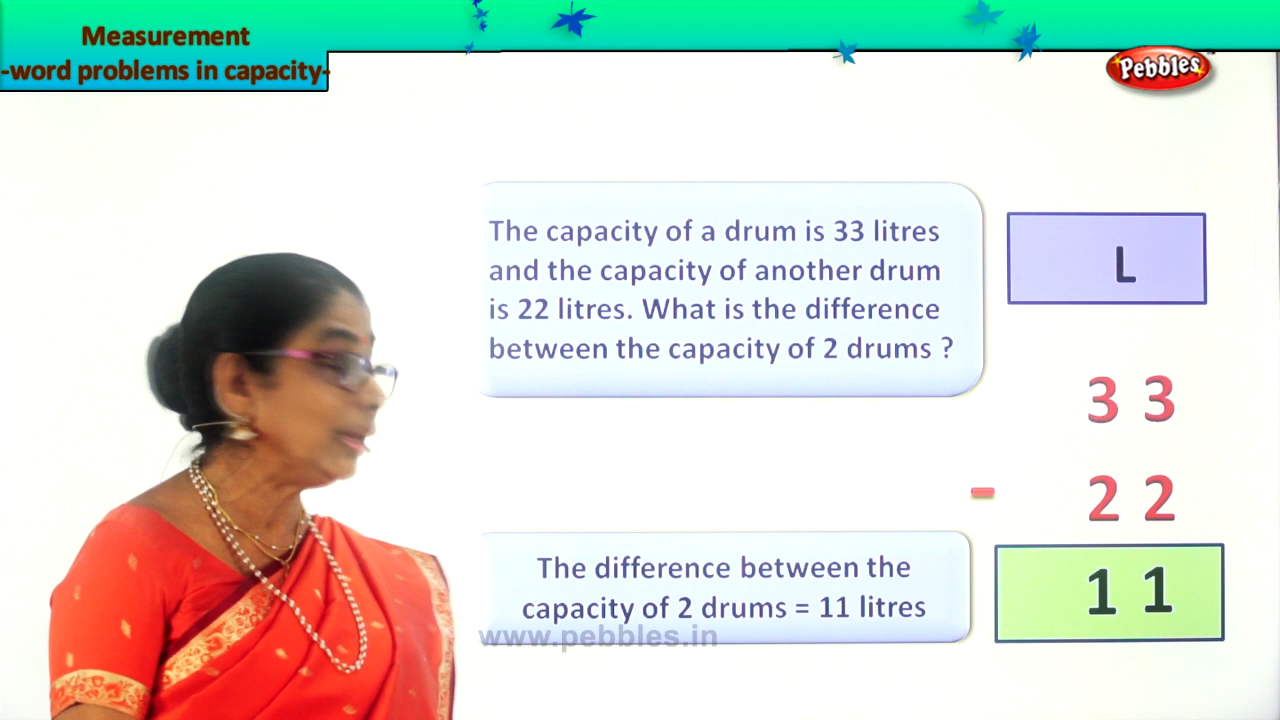 Measurement
-word problems in capacity-
Pebbles
The capacity of a drum is 33 litres
and the capacity of another drum
is 22 litres. What is the difference
between the capacity of 2 drums ?
L
3 3
- 2 2
The difference between the
capacity of 2 drums = 11 litres
1 1
www.pebbles.in